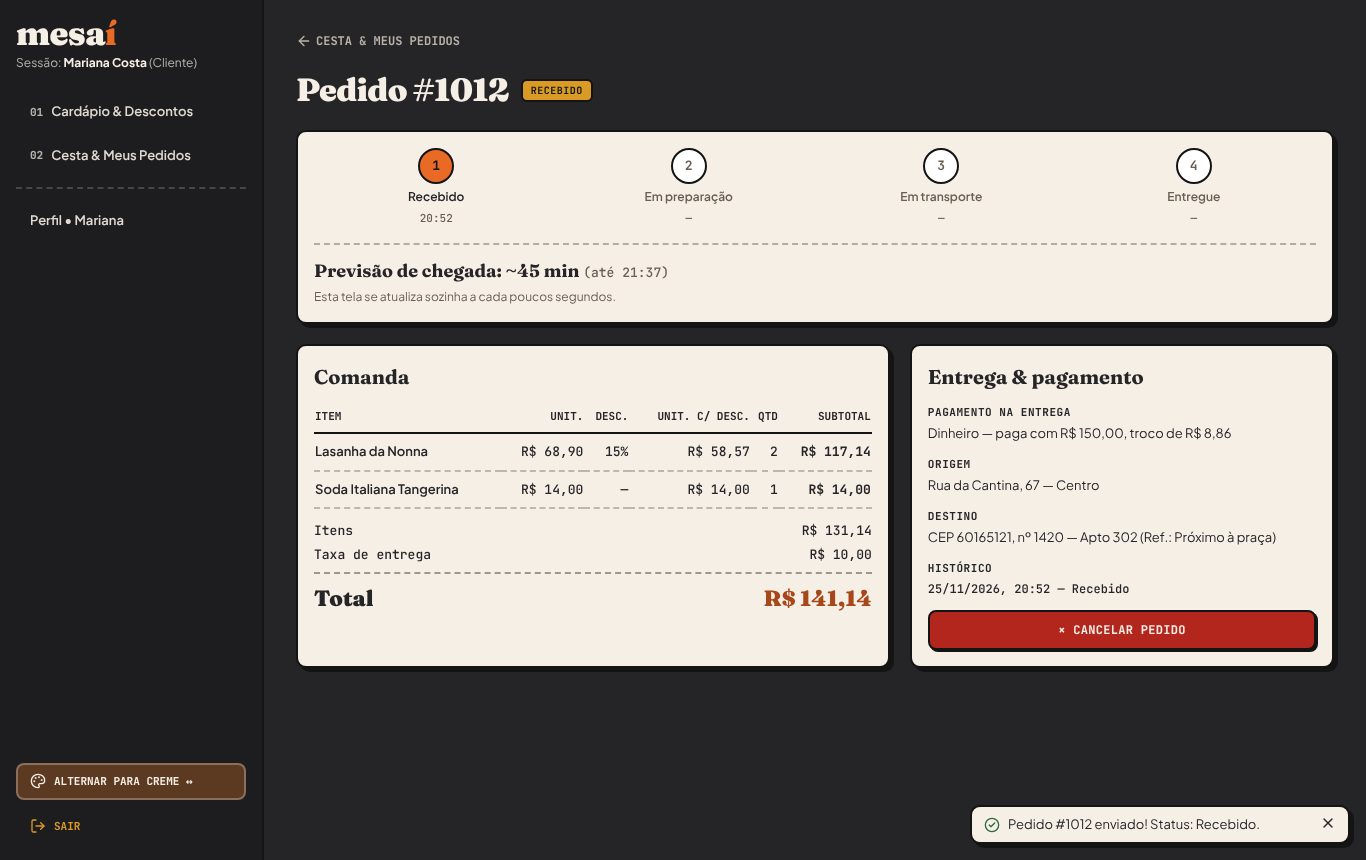 mesaí
Sessão: Mariana Costa (Cliente)
01 Cardápio & Descontos
02 Cesta & Meus Pedidos
Perfil • Mariana
ALTERNAR PARA CREME ↔
SAIR
← CESTA & MEUS PEDIDOS
Pedido #1012 RECEBIDO
1 2 3 4
Recebido Em preparação Em transporte Entregue
20:52 — — —
Previsão de chegada: ~45 min (até 21:37)
Esta tela se atualiza sozinha a cada poucos segundos.
Comanda
ITEM UNIT. DESC. UNIT. C/ DESC. QTD SUBTOTAL
Lasanha da Nonna R$ 68,90 15% R$ 58,57 2 R$ 117,14
Soda Italiana Tangerina R$ 14,00 — R$ 14,00 1 R$ 14,00
Itens R$ 131,14
Taxa de entrega R$ 10,00
Total R$ 141,14
Entrega & pagamento
PAGAMENTO NA ENTREGA
Dinheiro — paga com R$ 150,00, troco de R$ 8,86
ORIGEM
Rua da Cantina, 67 — Centro
DESTINO
CEP 60165121, nº 1420 — Apto 302 (Ref.: Próximo à praça)
HISTÓRICO
25/11/2026, 20:52 — Recebido
× CANCELAR PEDIDO
Pedido #1012 enviado! Status: Recebido.